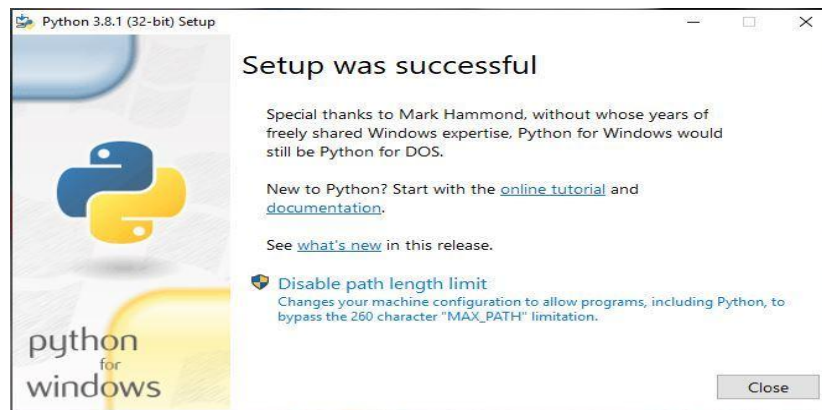 Python 3.8.1 (32-bit) Setup
Setup was successful
Special thanks to Mark Hammond, without whose years of
freely shared Windows expertise, Python for Windows would
still be Python for DOS.
New to Python? Start with the online tutorial and
documentation.
See what's new in this release.
Disable path length limit
Changes your machine configuration to allow programs, including Python, to
bypass the 260 character "MAX_PATH" limitation.
python
for
windows
Close